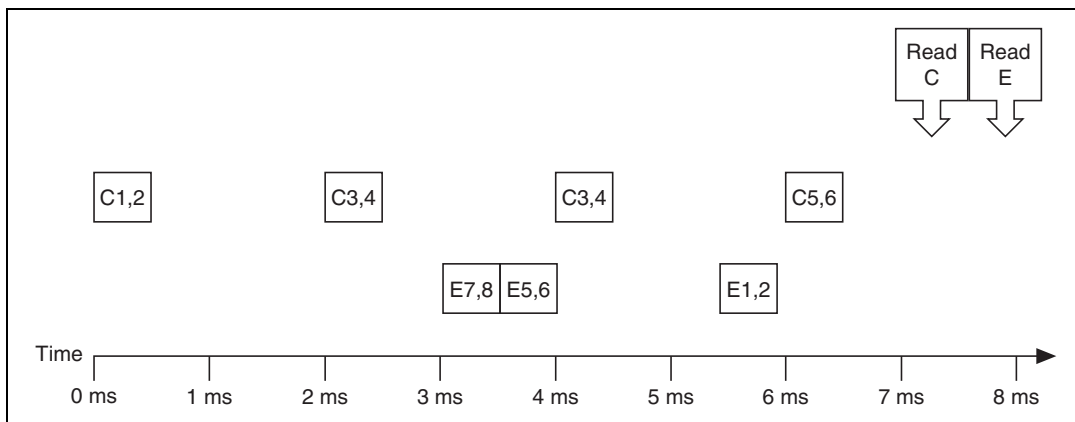 Read
C
Read
E
C1,2
C3,4
C3,4
C5,6
E7,8
E5,6
E1,2
Time
0 ms
1 ms
2 ms
3 ms
4 ms
5 ms
6 ms
7 ms
8 ms